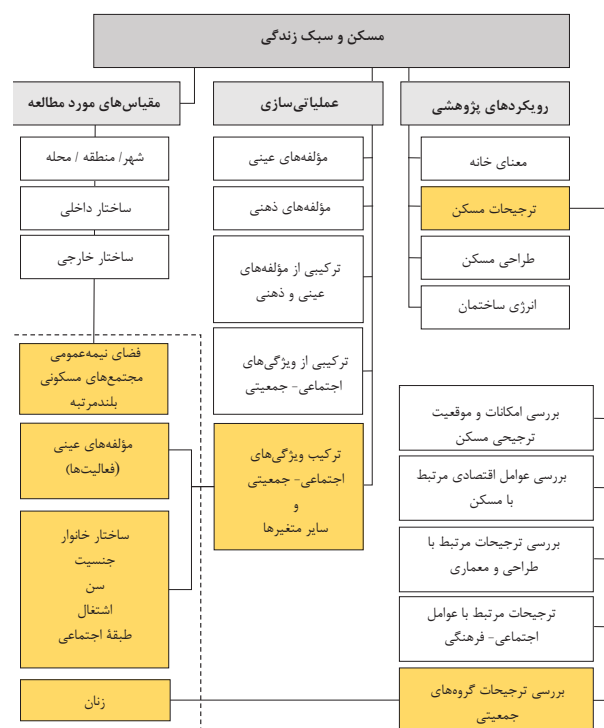 مسکن و سبک زندگی
رویکردهای پژوهشی
معنای خانه
ترجیحات مسکن
طراحی مسکن
انرژی ساختمان
بررسی امکانات و موقعیت
ترجیحی مسکن
بررسی عوامل اقتصادی مرتبط
با مسکن
بررسی ترجیحات مرتبط با
طراحی و معماری
ترجیحات مرتبط با عوامل
اجتماعی- فرهنگی
بررسی ترجیحات گروه‌های
جمعیتی
عملیاتی‌سازی
مؤلفه‌های عینی
مؤلفه‌های ذهنی
ترکیبی از مؤلفه‌های
عینی و ذهنی
ترکیبی از ویژگی‌های
اجتماعی- جمعیتی
ترکیب ویژگی‌های
اجتماعی- جمعیتی
و
سایر متغیرها
مقیاس‌های مورد مطالعه
شهر/ منطقه / محله
ساختار داخلی
ساختار خارجی
فضای نیمه‌عمومی
مجتمع‌های مسکونی
بلندمرتبه
مؤلفه‌های عینی
(فعالیت‌ها)
ساختار خانوار
جنسیت
سن
اشتغال
طبقهٔ اجتماعی
زنان